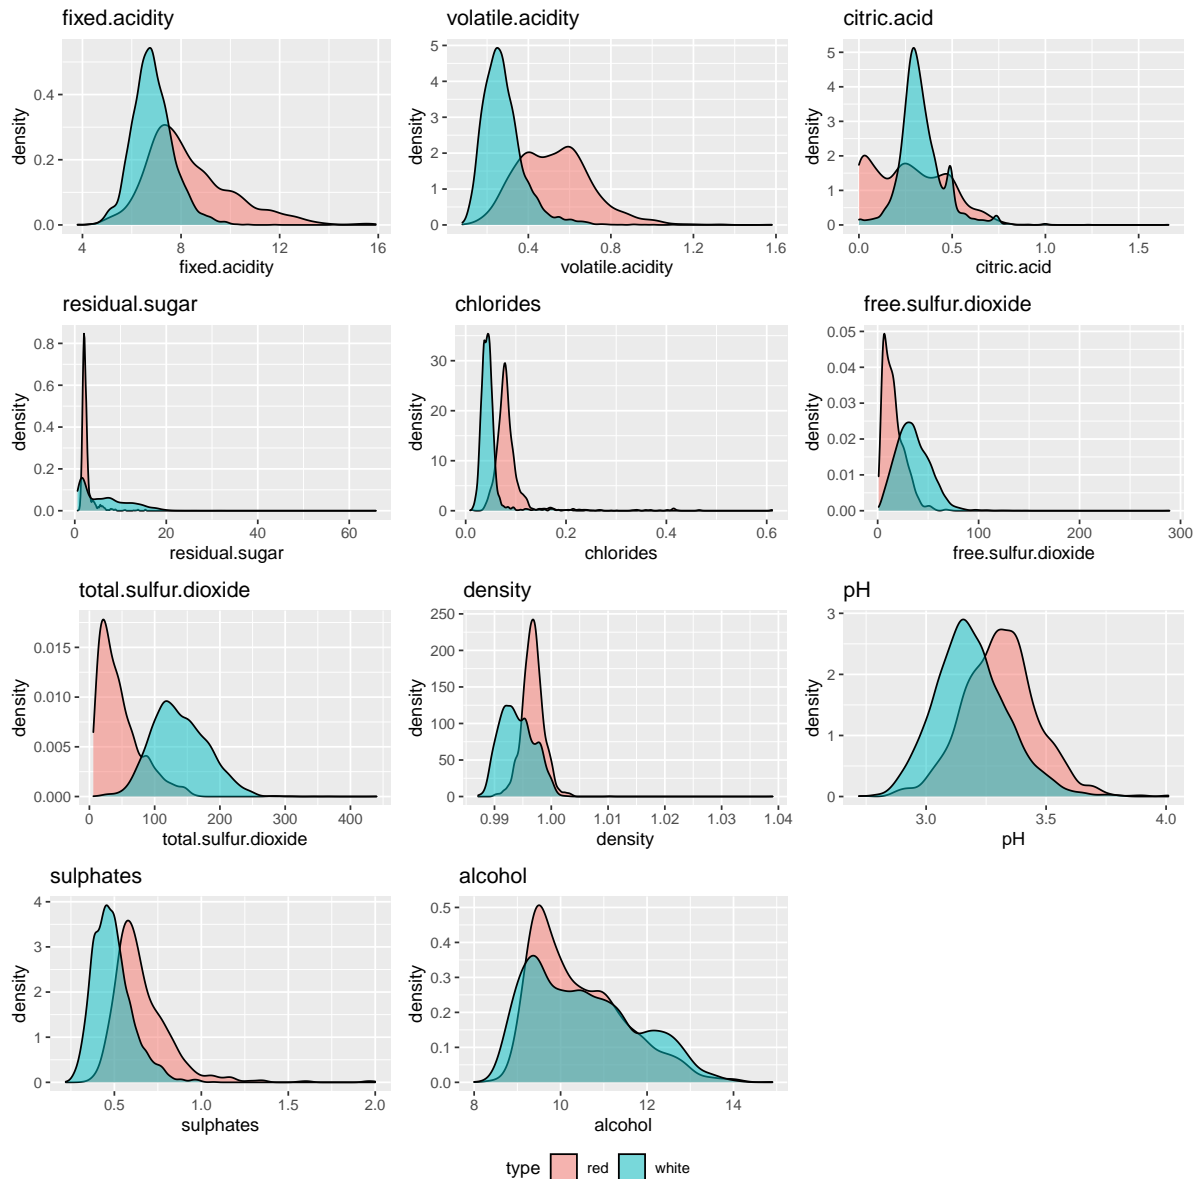 fixed.acidity volatile.acidity citric.acid
density
0.4
0.2
0.0
4 8 12 16
fixed.acidity
density
5
4
3
2
1
0
0.4 0.8 1.2 1.6
volatile.acidity
density
5
4
3
2
1
0
0.0 0.5 1.0 1.5
citric.acid
residual.sugar chlorides free.sulfur.dioxide
density
0.8
0.6
0.4
0.2
0.0
0 20 40 60
residual.sugar
density
30
20
10
0
0.0 0.2 0.4 0.6
chlorides
density
0.05
0.04
0.03
0.02
0.01
0.00
0 100 200 300
free.sulfur.dioxide
total.sulfur.dioxide density pH
density
0.015
0.010
0.005
0.000
0 100 200 300 400
total.sulfur.dioxide
density
250
200
150
100
50
0
0.99 1.00 1.01 1.02 1.03 1.04
density
density
3
2
1
0
3.0 3.5 4.0
pH
sulphates alcohol
density
4
3
2
1
0
0.5 1.0 1.5 2.0
sulphates
density
0.5
0.4
0.3
0.2
0.1
0.0
8 10 12 14
alcohol
type red white